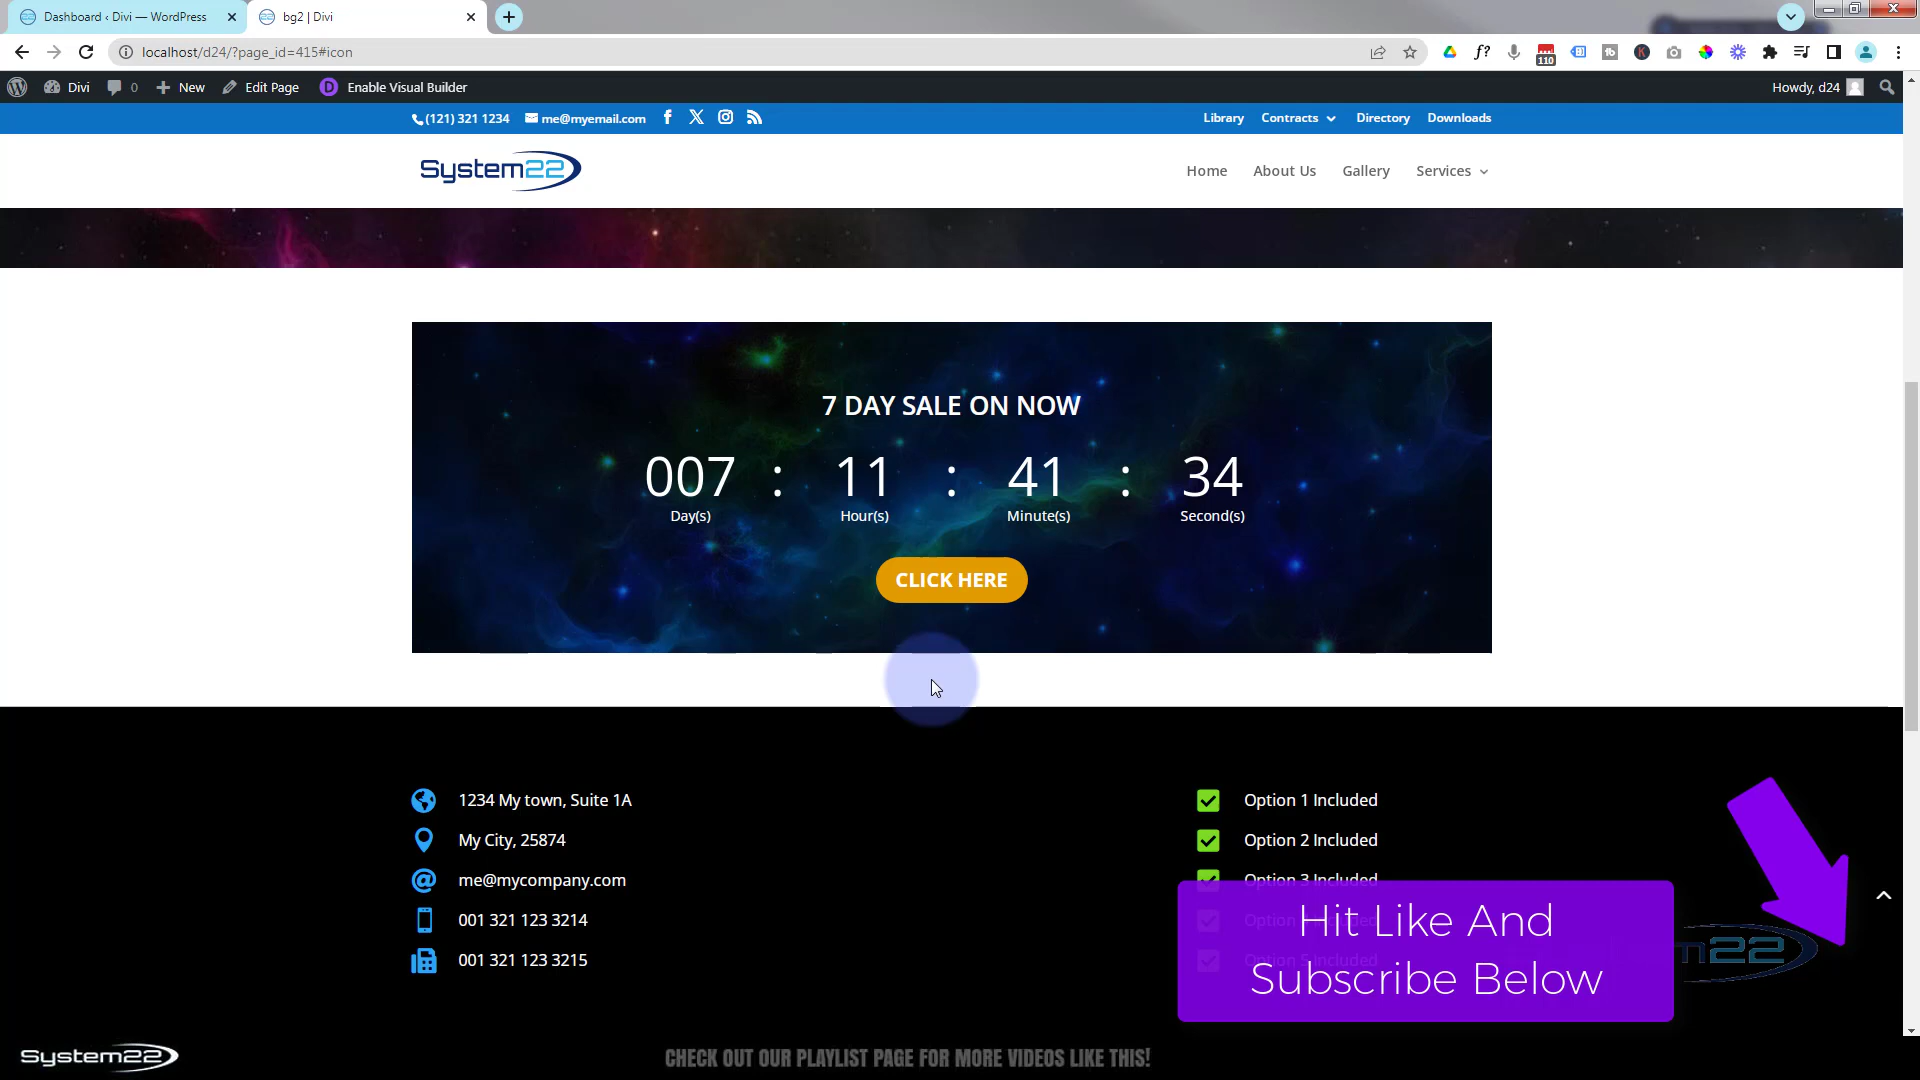 Dashboard ‹ Divi — WordPress
bg2 | Divi
localhost/d24/?page_id=415#icon
f?
110
Divi
0
New
Edit Page
Enable Visual Builder
Howdy, d24
(121) 321 1234
me@myemail.com
Library
Contracts
Directory
Downloads
System22
Home
About Us
Gallery
Services
7 DAY SALE ON NOW
007 : 11 : 41 : 34
Day(s)
Hour(s)
Minute(s)
Second(s)
CLICK HERE
1234 My town, Suite 1A
Option 1 Included
My City, 25874
Option 2 Included
me@mycompany.com
Option 3 Included
001 321 123 3214
001 321 123 3215
Hit Like And
Subscribe Below
System22
CHECK OUT OUR PLAYLIST PAGE FOR MORE VIDEOS LIKE THIS!